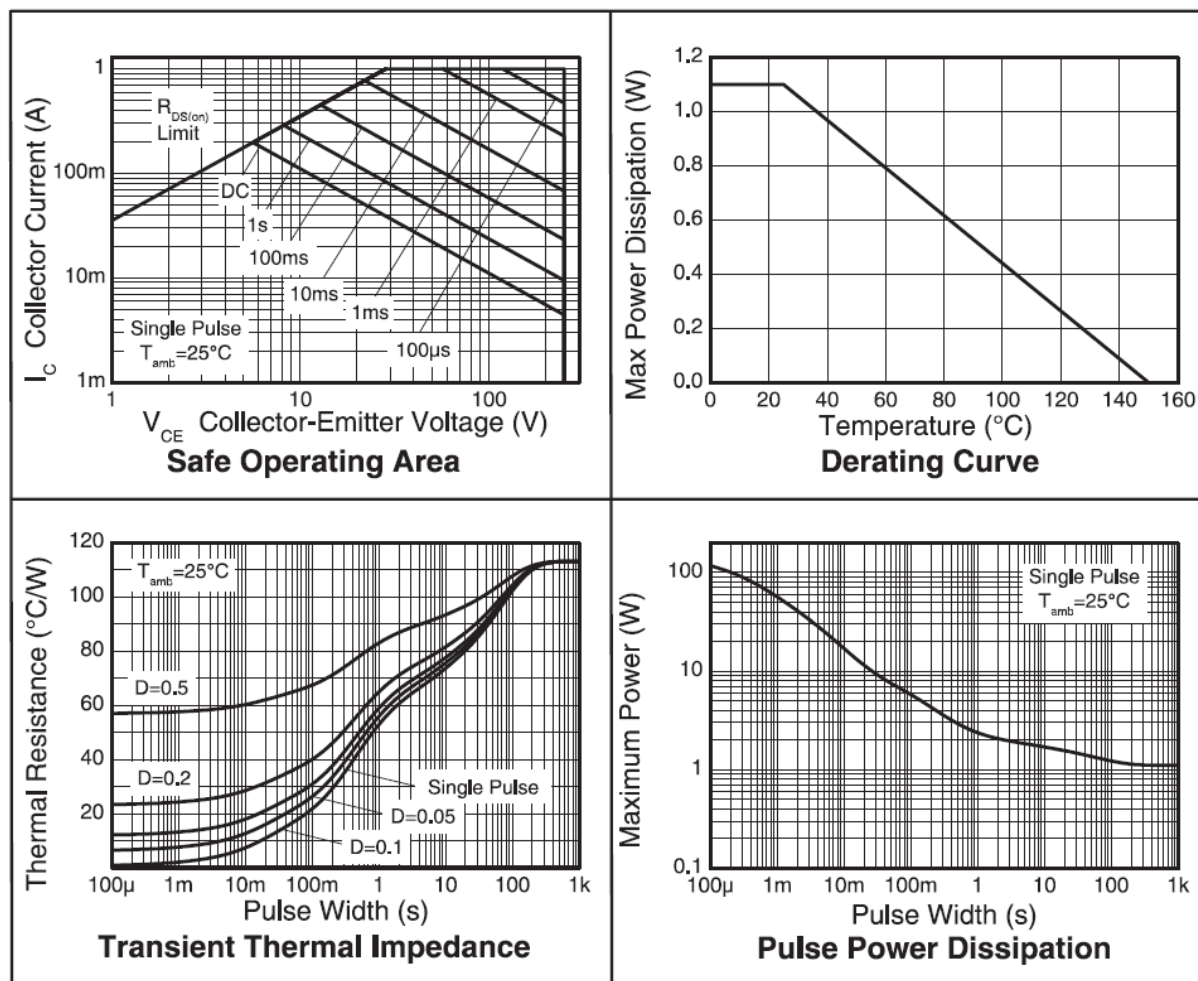 I_C Collector Current (A)
1
100m
10m
1m
R_DS(on)
Limit
DC
1s
100ms
10ms
1ms
100µs
Single Pulse
T_amb=25°C
1
10
100
V_CE Collector-Emitter Voltage (V)
Safe Operating Area
Max Power Dissipation (W)
1.2
1.0
0.8
0.6
0.4
0.2
0.0
0 20 40 60 80 100 120 140 160
Temperature (°C)
Derating Curve
Thermal Resistance (°C/W)
120
100
80
60
40
20
T_amb=25°C
D=0.5
D=0.2
Single Pulse
D=0.05
D=0.1
100µ 1m 10m 100m 1 10 100 1k
Pulse Width (s)
Transient Thermal Impedance
Maximum Power (W)
100
10
1
0.1
Single Pulse
T_amb=25°C
100µ 1m 10m 100m 1 10 100 1k
Pulse Width (s)
Pulse Power Dissipation